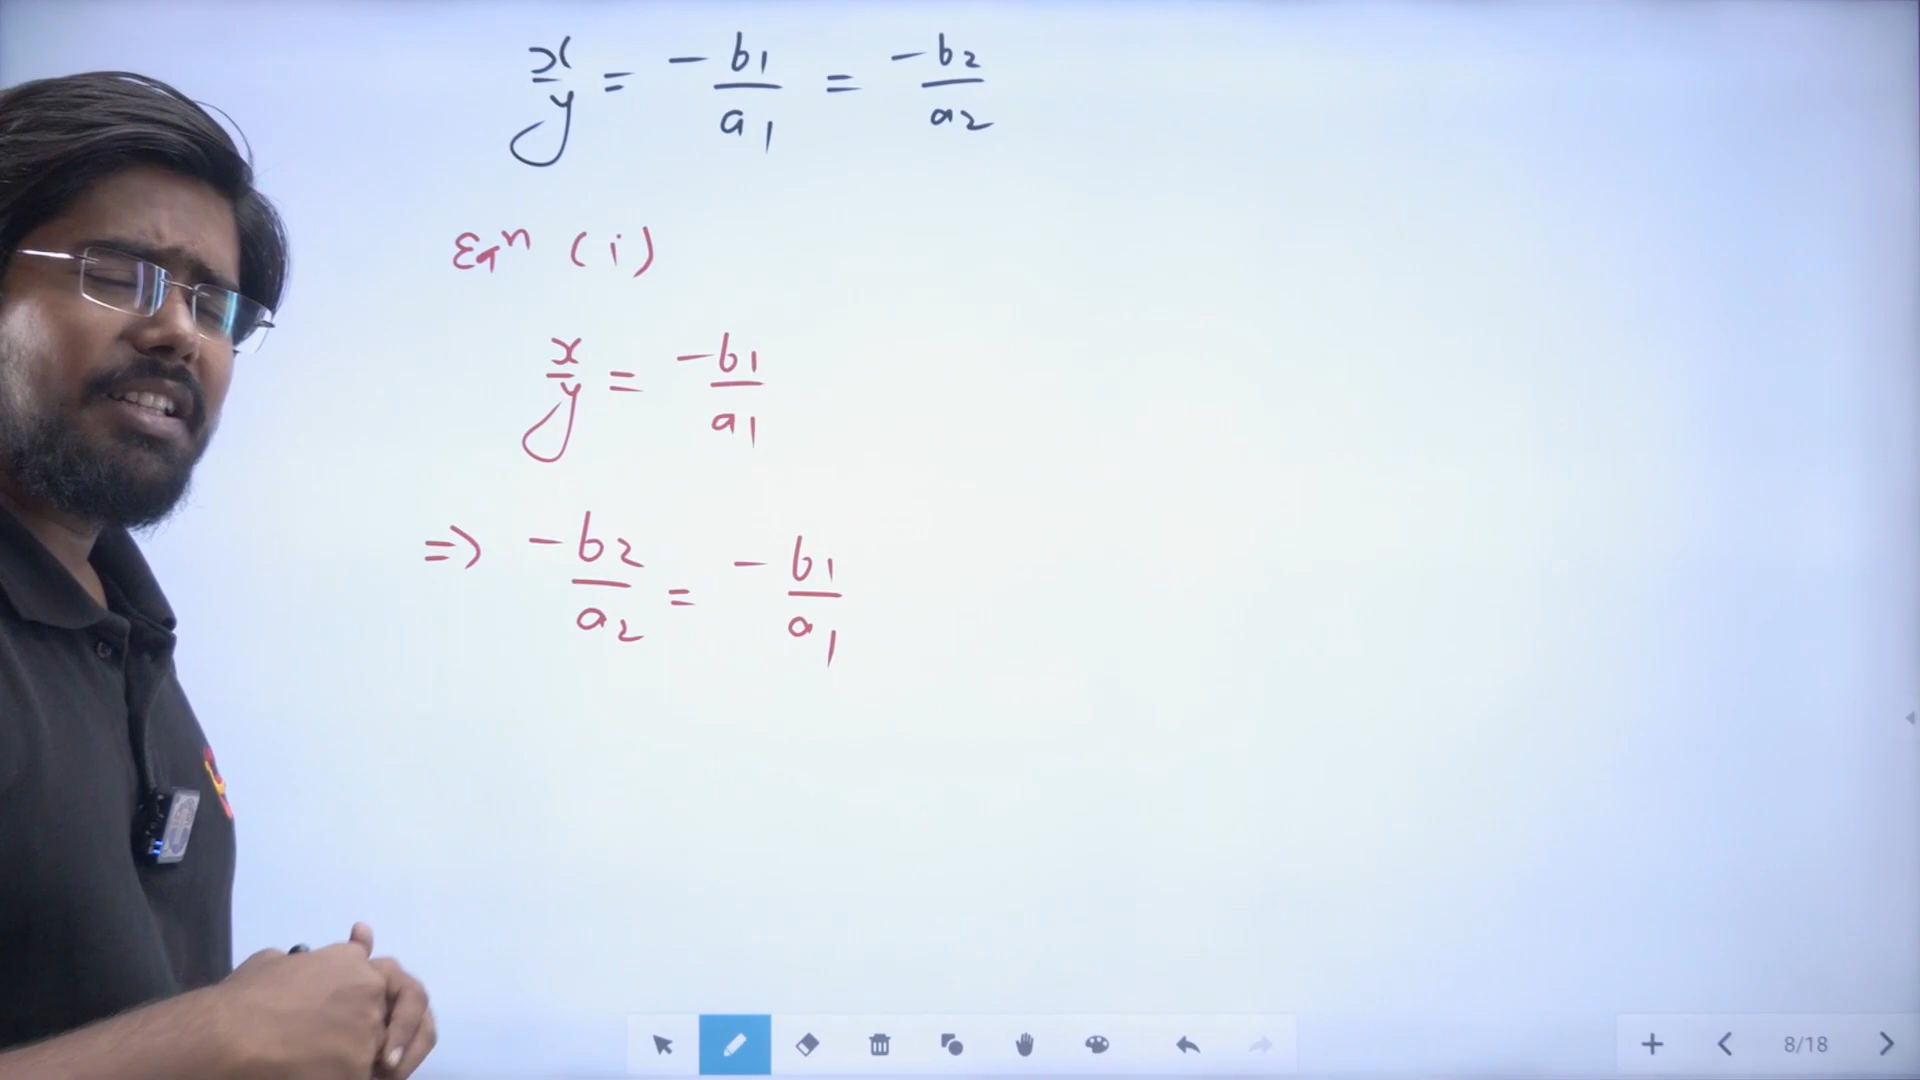 x/y = -b1/a1 = -b2/a2
Eqn (i)
x/y = -b1/a1
=> -b2/a2 = -b1/a1
8/18